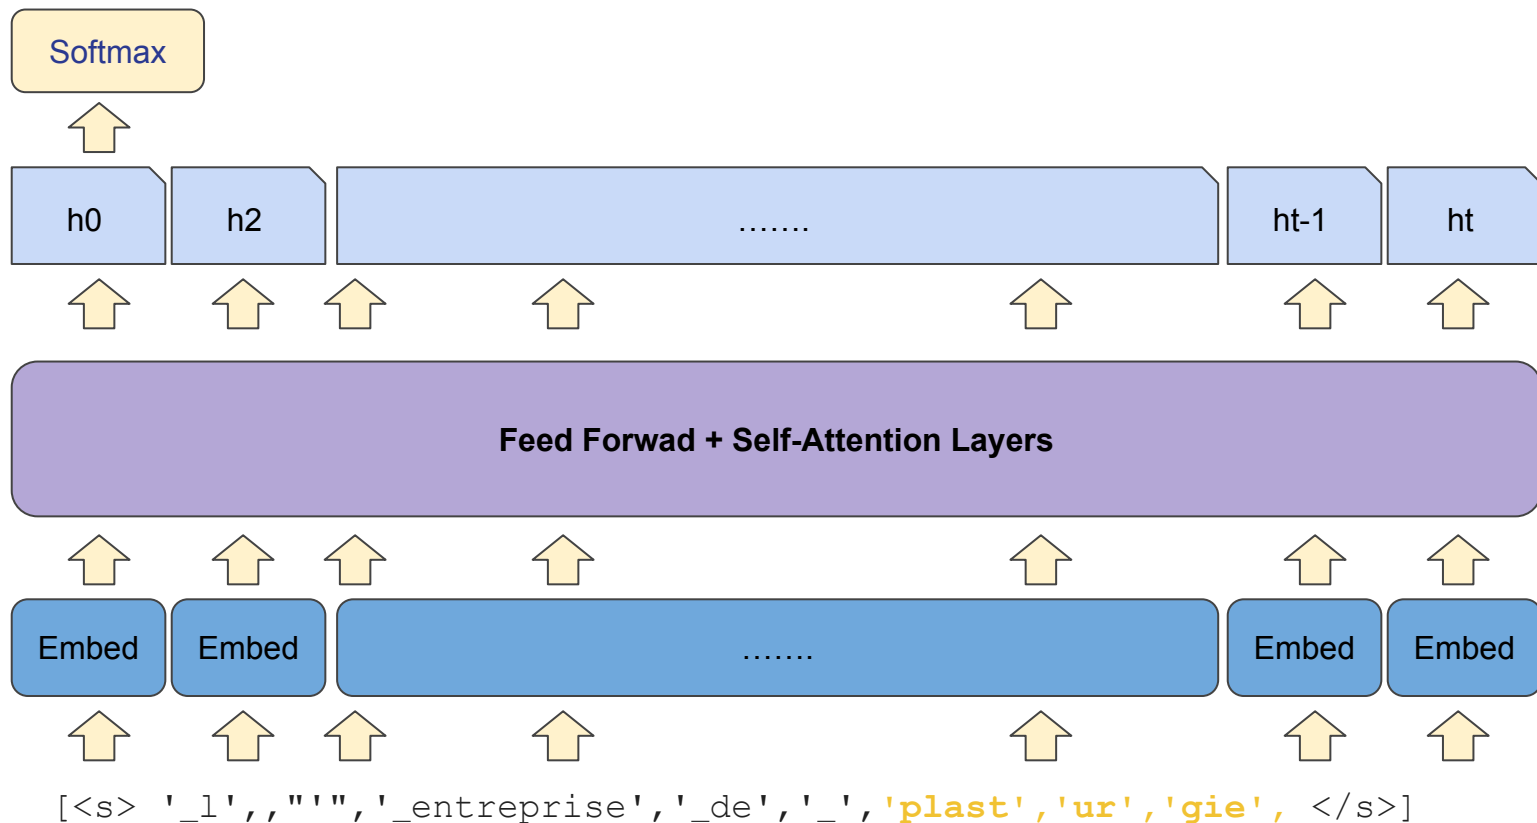 Softmax
h0 h2 ……. ht-1 ht
Feed Forwad + Self-Attention Layers
Embed Embed ……. Embed Embed
[<s> '_l',,"'",'_entreprise','_de','_','plast','ur','gie', </s>]